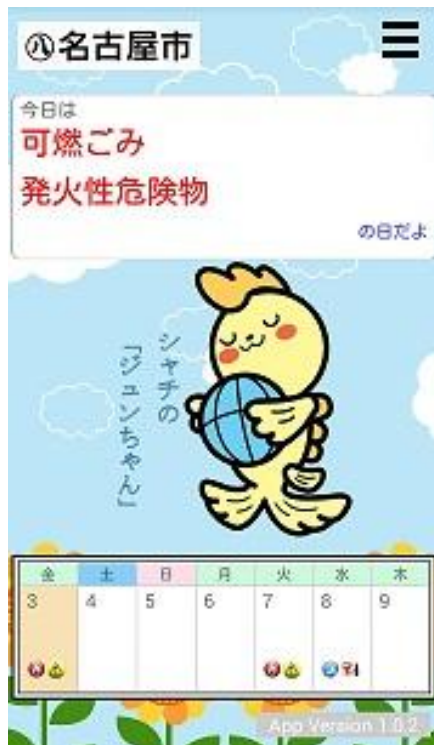 ㊇名古屋市
今日は
可燃ごみ
発火性危険物
の日だよ
シャチの
「ジュンちゃん」
金 土 日 月 火 水 木
3 4 5 6 7 8 9
App Version 1.0.2